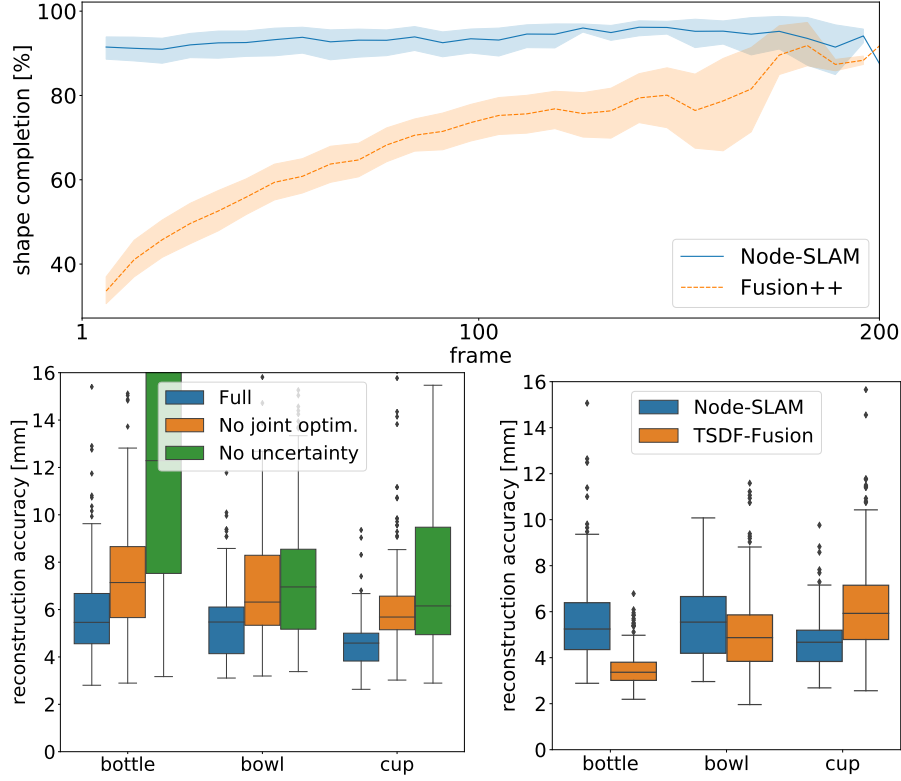 shape completion [%]
100
80
60
40
Node-SLAM
Fusion++
1
100
200
frame
reconstruction accuracy [mm]
16
14
12
10
8
6
4
2
0
Full
No joint optim.
No uncertainty
bottle
bowl
cup
reconstruction accuracy [mm]
16
14
12
10
8
6
4
2
0
Node-SLAM
TSDF-Fusion
bottle
bowl
cup